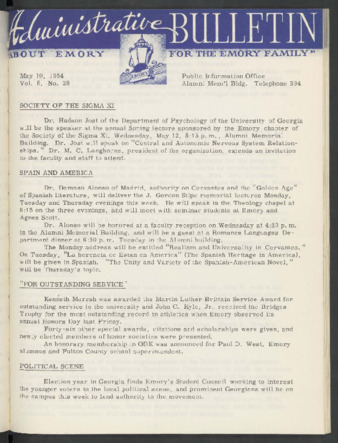 Administrative BULLETIN
ABOUT EMORY FOR THE EMORY FAMILY"
May 10, 1954 Public Information Office
Vol. 8, No. 28 Alumni Mem'l Bldg. Telephone 394
SOCIETY OF THE SIGMA XI
Dr. Hudson Jost of the Department of Psychology of the University of Georgia
will be the speaker at the annual Spring lecture sponsored by the Emory chapter of
the Society of the Sigma Xi, Wednesday, May 12, 8:15 p.m., Alumni Memorial
Building. Dr. Jost will speak on "Central and Autonomic Nervous System Relation-
ships." Dr. M. C. Langhorne, president of the organization, extends an invitation
to the faculty and staff to attend.
SPAIN AND AMERICA
Dr. Damaso Alonso of Madrid, authority on Cervantes and the "Golden Age"
of Spanish literature, will deliver the J. Gordon Stipe memorial lectures Monday,
Tuesday and Thursday evenings this week. He will speak in the Theology chapel at
8:15 on the three evenings, and will meet with seminar students at Emory and
Agnes Scott.
Dr. Alonso will be honored at a faculty reception on Wednesday at 4:30 p.m.
in the Alumni Memorial Building, and will be a guest at a Romance Languages De-
partment dinner at 6:30 p.m. Tuesday in the Alumni building.
The Monday address will be entitled "Realism and Universality in Cervantes."
On Tuesday, "La herencia de Estan en America" (The Spanish Heritage in America),
will be given in Spanish. "The Unity and Variety of the Spanish-American Novel,"
will be Thursday's topic.
"FOR OUTSTANDING SERVICE"
Kenneth Murrah was awarded the Martin Luther Brittain Service Award for
outstanding service to the university and John C. Kyle, Jr. received the Bridges
Trophy for the most outstanding record in athletics when Emory observed its
annual Honors Day last Friday.
Forty-six other special awards, citations and scholarships were given, and
newly elected members of honor societies were presented.
An honorary membership in ODK was announced for Paul D. West, Emory
alumnus and Fulton County school superintendent.
POLITICAL SCENE
Election year in Georgia finds Emory's Student Council working to interest
the younger voters in the local political scene, and prominent Georgians will be on
the campus this week to lend authority to the movement.